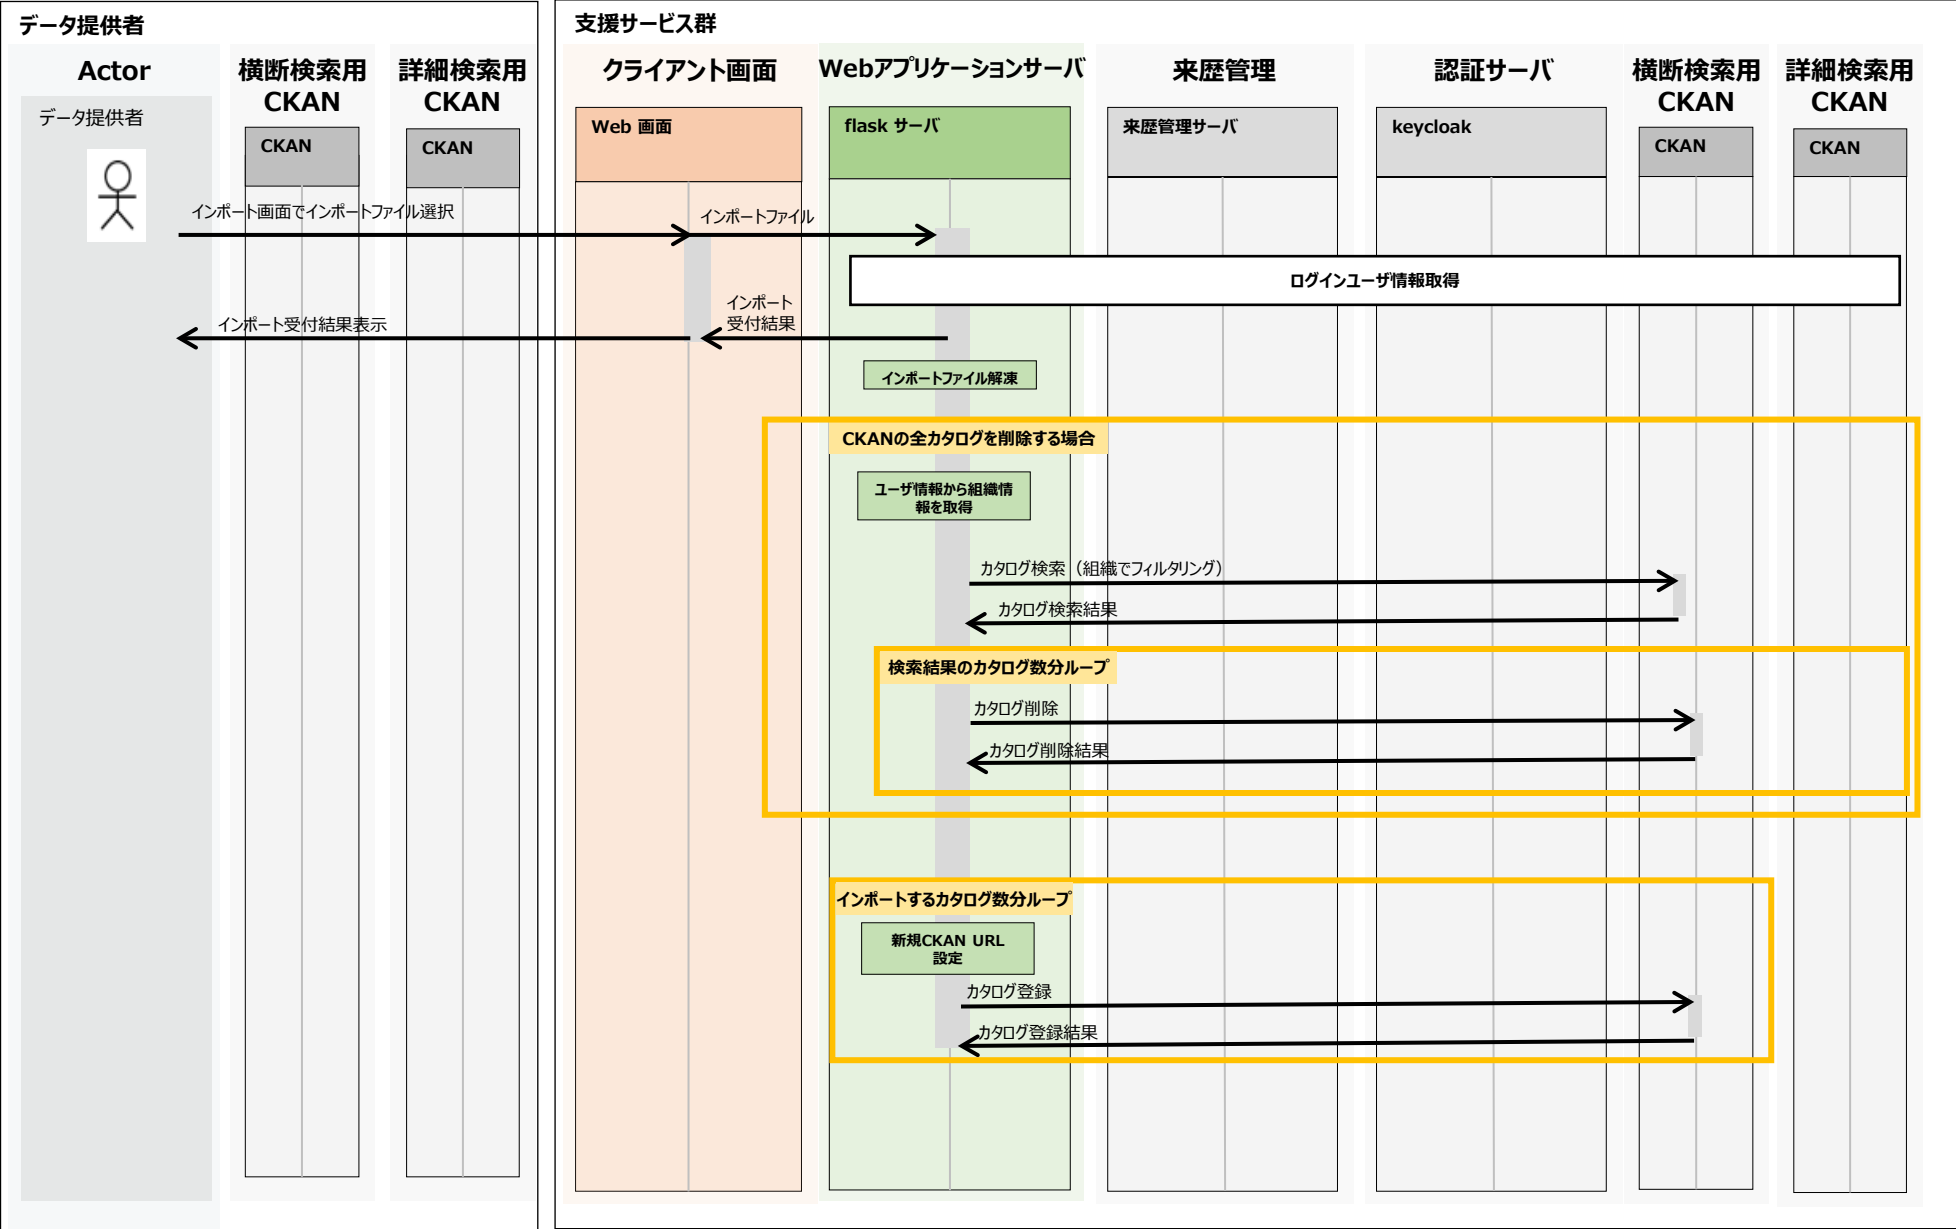 データ提供者
支援サービス群
Actor
横断検索用
CKAN
詳細検索用
CKAN
クライアント画面
Webアプリケーションサーバ
来歴管理
認証サーバ
横断検索用
CKAN
詳細検索用
CKAN
データ提供者
CKAN
CKAN
Web 画面
flask サーバ
来歴管理サーバ
keycloak
CKAN
CKAN
インポート画面でインポートファイル選択
インポートファイル
ログインユーザ情報取得
インポート
受付結果
インポート受付結果表示
インポートファイル解凍
CKANの全カタログを削除する場合
ユーザ情報から組織情
報を取得
カタログ検索（組織でフィルタリング）
カタログ検索結果
検索結果のカタログ数分ループ
カタログ削除
カタログ削除結果
インポートするカタログ数分ループ
新規CKAN URL
設定
カタログ登録
カタログ登録結果